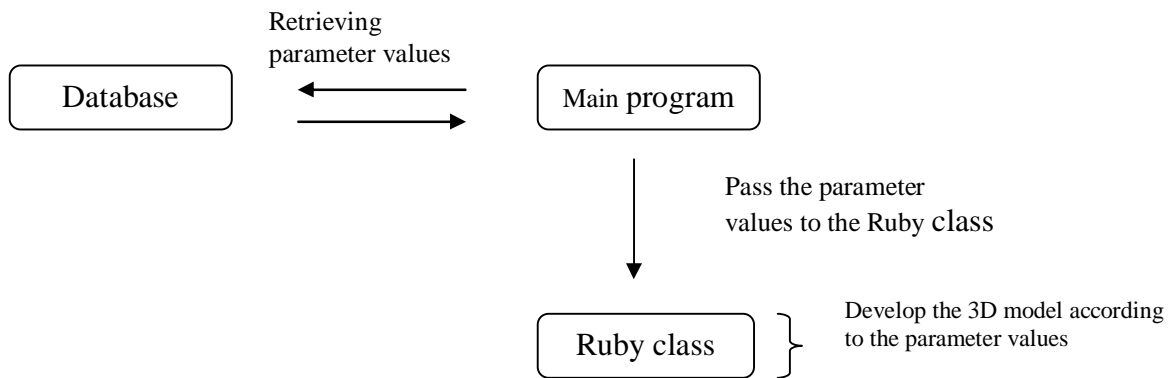 Retrieving
parameter values
Database
Main program
Pass the parameter
values to the Ruby class
Ruby class
Develop the 3D model according
to the parameter values